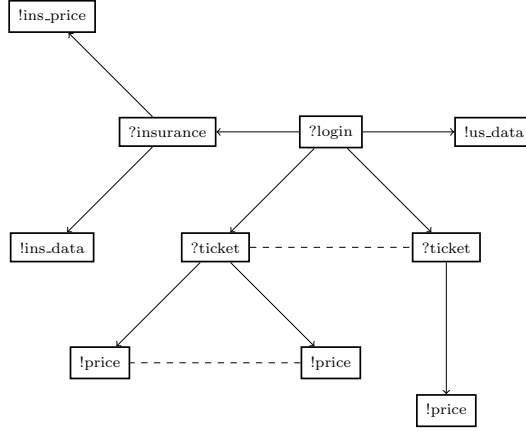 !ins_price
?insurance
?login
!us_data
!ins_data
?ticket
?ticket
!price
!price
!price